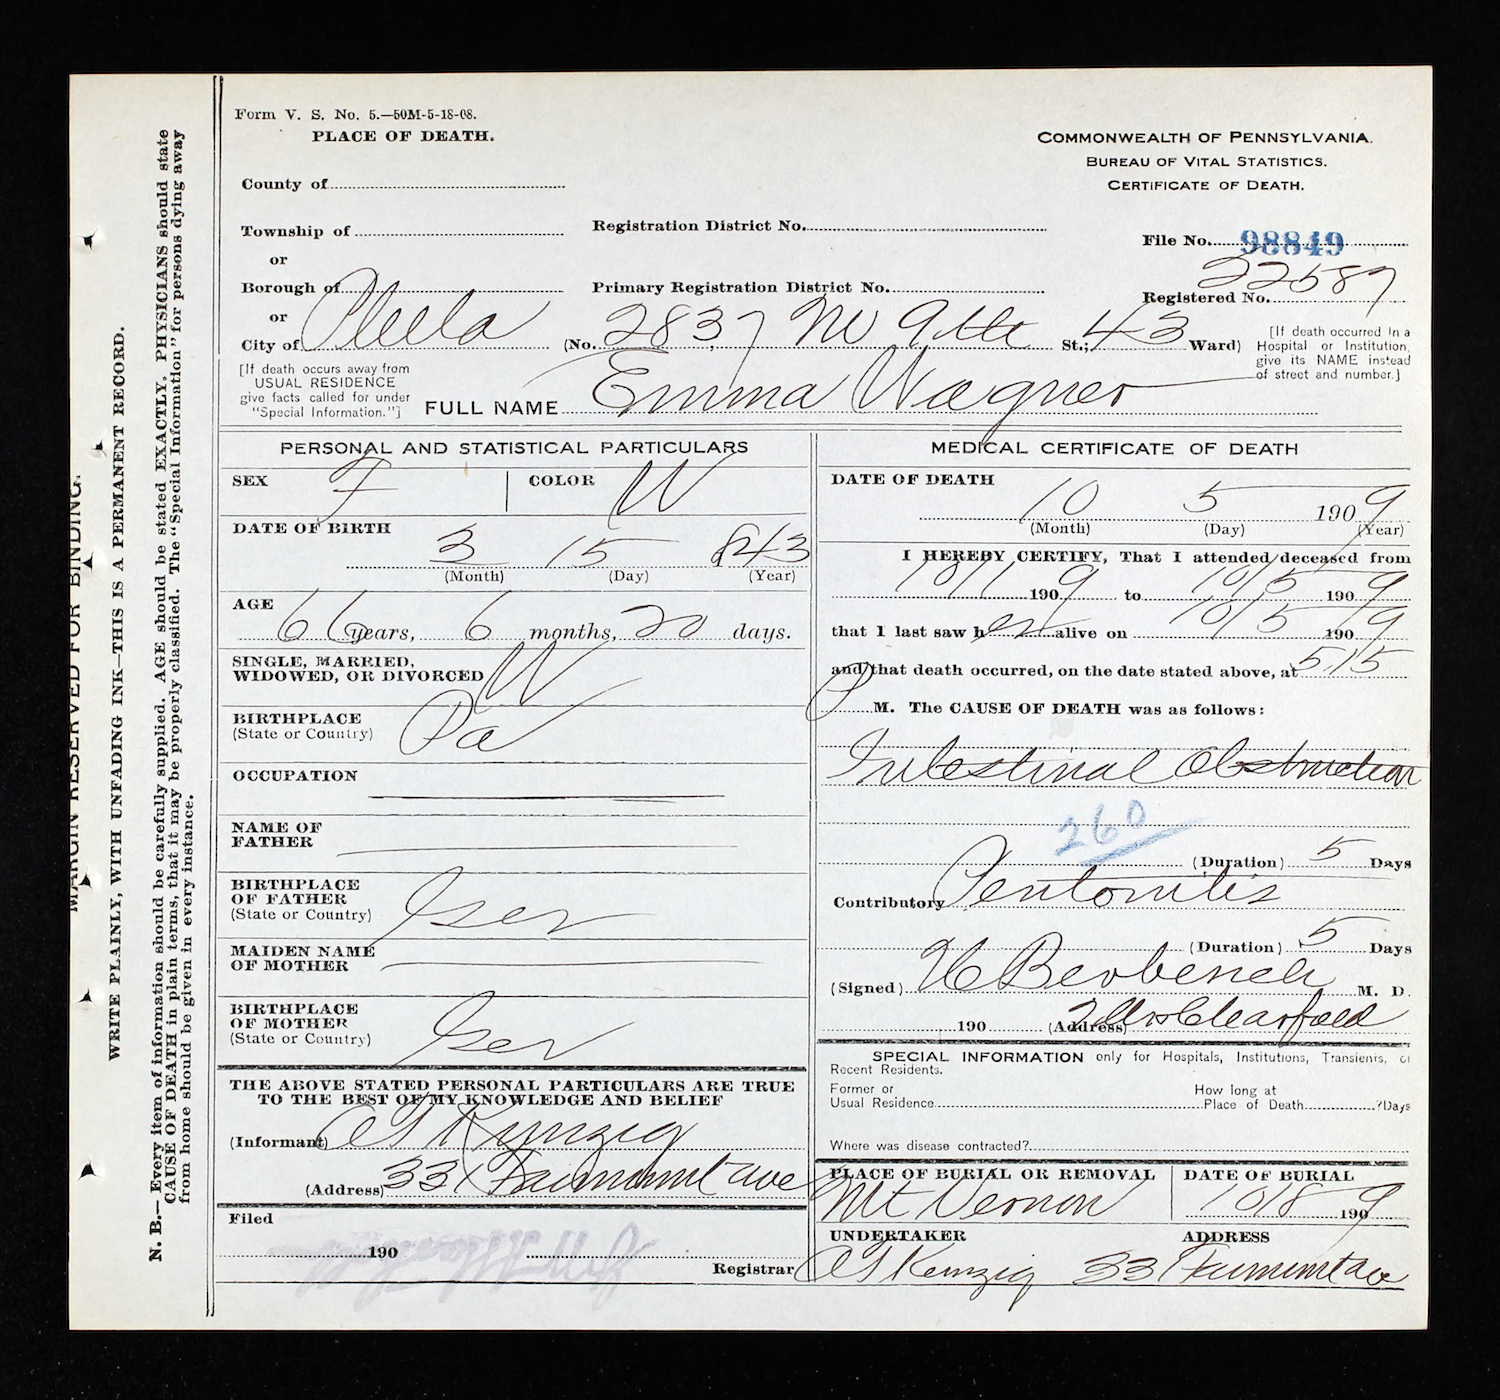 Form V. S. No. 5.—50M-5-18-08.
PLACE OF DEATH.
COMMONWEALTH OF PENNSYLVANIA.
BUREAU OF VITAL STATISTICS.
CERTIFICATE OF DEATH.
County of
Township of
Registration District No.
File No. 98849
or
Borough of
Primary Registration District No.
Registered No. 22587
or
City of Phila (No. 2837 N St.; 43 Ward)
[If death occurred in a
Hospital or Institution,
give its NAME instead
of street and number.]
[If death occurs away from
USUAL RESIDENCE
give facts called for under
"Special Information."]
FULL NAME Emma Wagner
PERSONAL AND STATISTICAL PARTICULARS
SEX F COLOR W
DATE OF BIRTH
3 15 843
(Month) (Day) (Year)
AGE
66 years, 6 months, 20 days.
SINGLE, MARRIED,
WIDOWED, OR DIVORCED W
BIRTHPLACE
(State or Country) Pa
OCCUPATION
NAME OF
FATHER
BIRTHPLACE
OF FATHER
(State or Country) Ger
MAIDEN NAME
OF MOTHER
BIRTHPLACE
OF MOTHER
(State or Country) Ger
THE ABOVE STATED PERSONAL PARTICULARS ARE TRUE
TO THE BEST OF MY KNOWLEDGE AND BELIEF
(Informant) Kunzig
(Address) 331 Fairmount ave
Filed
190
Registrar
MEDICAL CERTIFICATE OF DEATH
DATE OF DEATH
10 5 1909
(Month) (Day) (Year)
I HEREBY CERTIFY, That I attended deceased from
10/1 1909 to 10/5 1909
that I last saw her alive on 10/5 1909
and that death occurred, on the date stated above, at 5.15
P M. The CAUSE OF DEATH was as follows:
Intestinal Obstruction
260
(Duration) 5 Days
Contributory Peritonitis
(Duration) 5 Days
(Signed) M. D.
190 (Address) Clearfield
SPECIAL INFORMATION only for Hospitals, Institutions, Transients, or
Recent Residents.
Former or
Usual Residence
How long at
Place of Death ?Days
Where was disease contracted?
PLACE OF BURIAL OR REMOVAL
Mt Vernon
DATE OF BURIAL
10/8 1909
UNDERTAKER ADDRESS
Kunzig 331 Fairmount ave
MARGIN RESERVED FOR BINDING.
WRITE PLAINLY, WITH UNFADING INK—THIS IS A PERMANENT RECORD.
N. B.—Every item of information should be carefully supplied. AGE should be stated EXACTLY. PHYSICIANS should state
CAUSE OF DEATH in plain terms, that it may be properly classified. The "Special Information" for persons dying away
from home should be given in every instance.